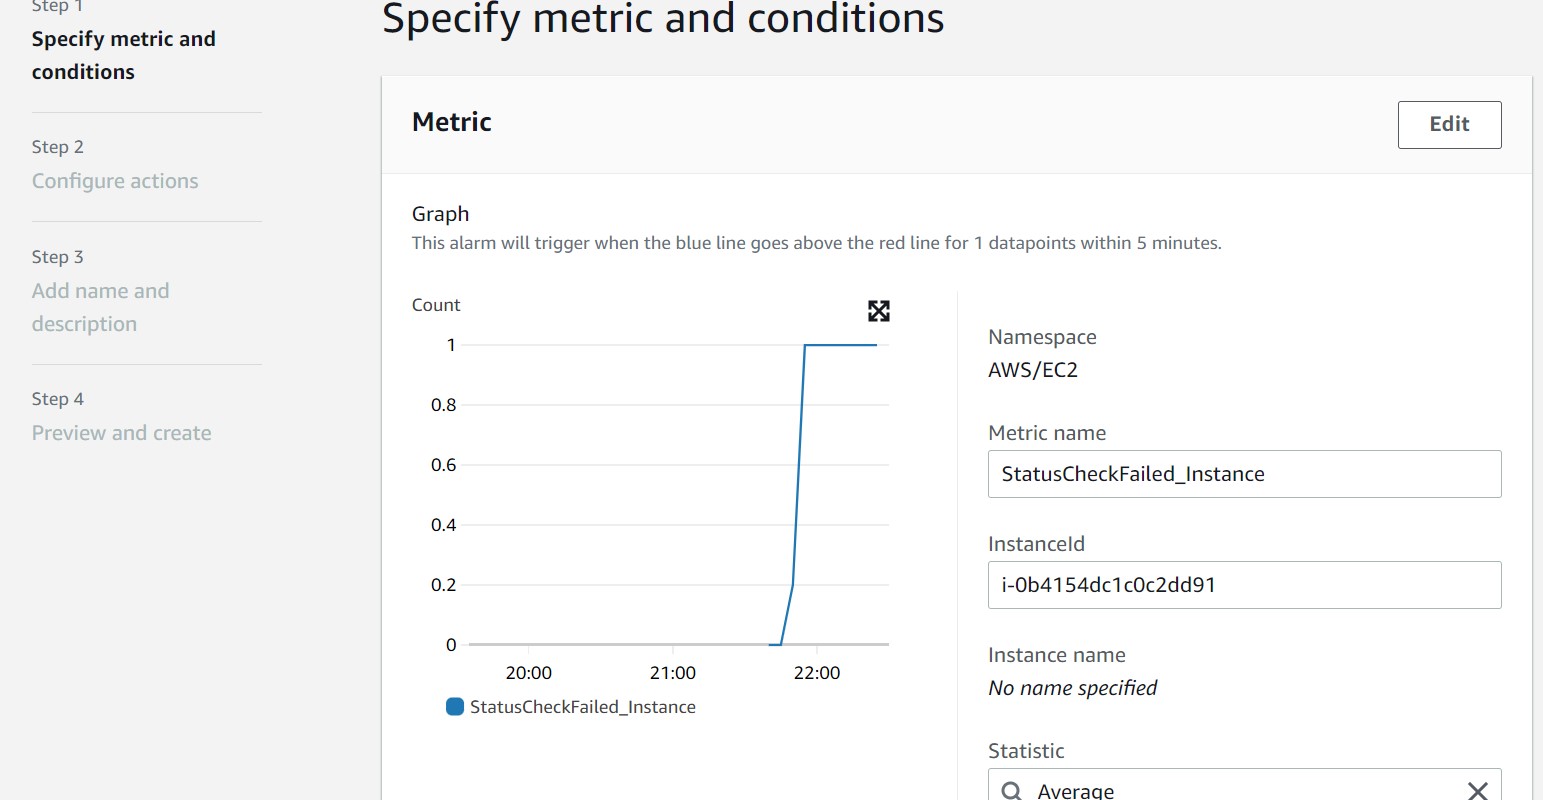 Step 1
Specify metric and
conditions
Step 2
Configure actions
Step 3
Add name and
description
Step 4
Preview and create
Specify metric and conditions
Metric
Edit
Graph
This alarm will trigger when the blue line goes above the red line for 1 datapoints within 5 minutes.
Count
1
0.8
0.6
0.4
0.2
0
20:00
21:00
22:00
StatusCheckFailed_Instance
Namespace
AWS/EC2
Metric name
StatusCheckFailed_Instance
InstanceId
i-0b4154dc1c0c2dd91
Instance name
No name specified
Statistic
Average